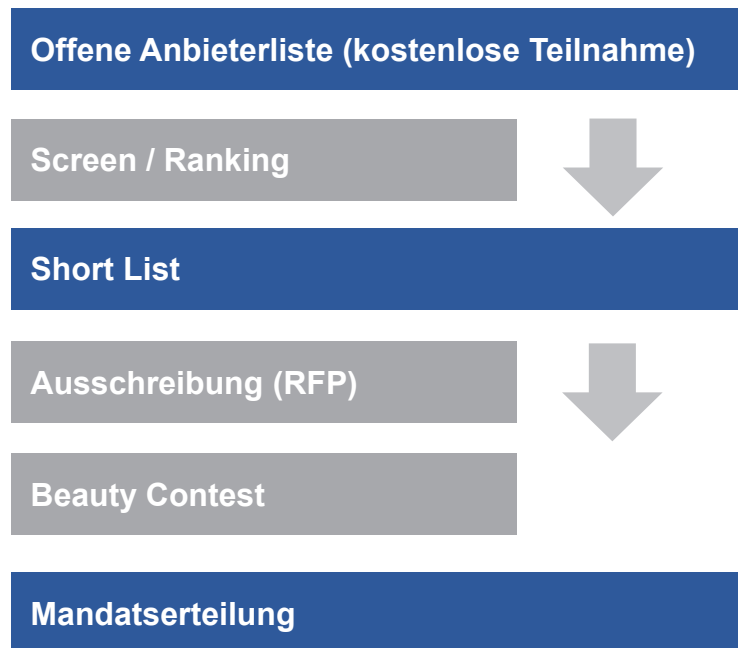 Offene Anbieterliste (kostenlose Teilnahme)
Screen / Ranking
Short List
Ausschreibung (RFP)
Beauty Contest
Mandatserteilung